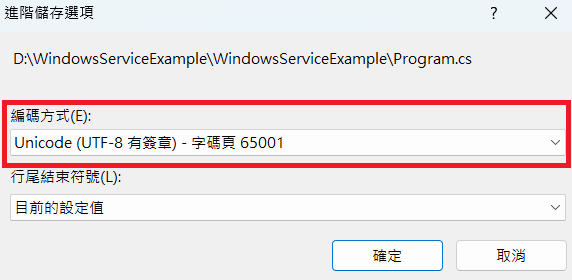 進階儲存選項 ?
D:\WindowsServiceExample\WindowsServiceExample\Program.cs
編碼方式(E):
Unicode (UTF-8 有簽章) - 字碼頁 65001
行尾結束符號(L):
目前的設定值
確定 取消